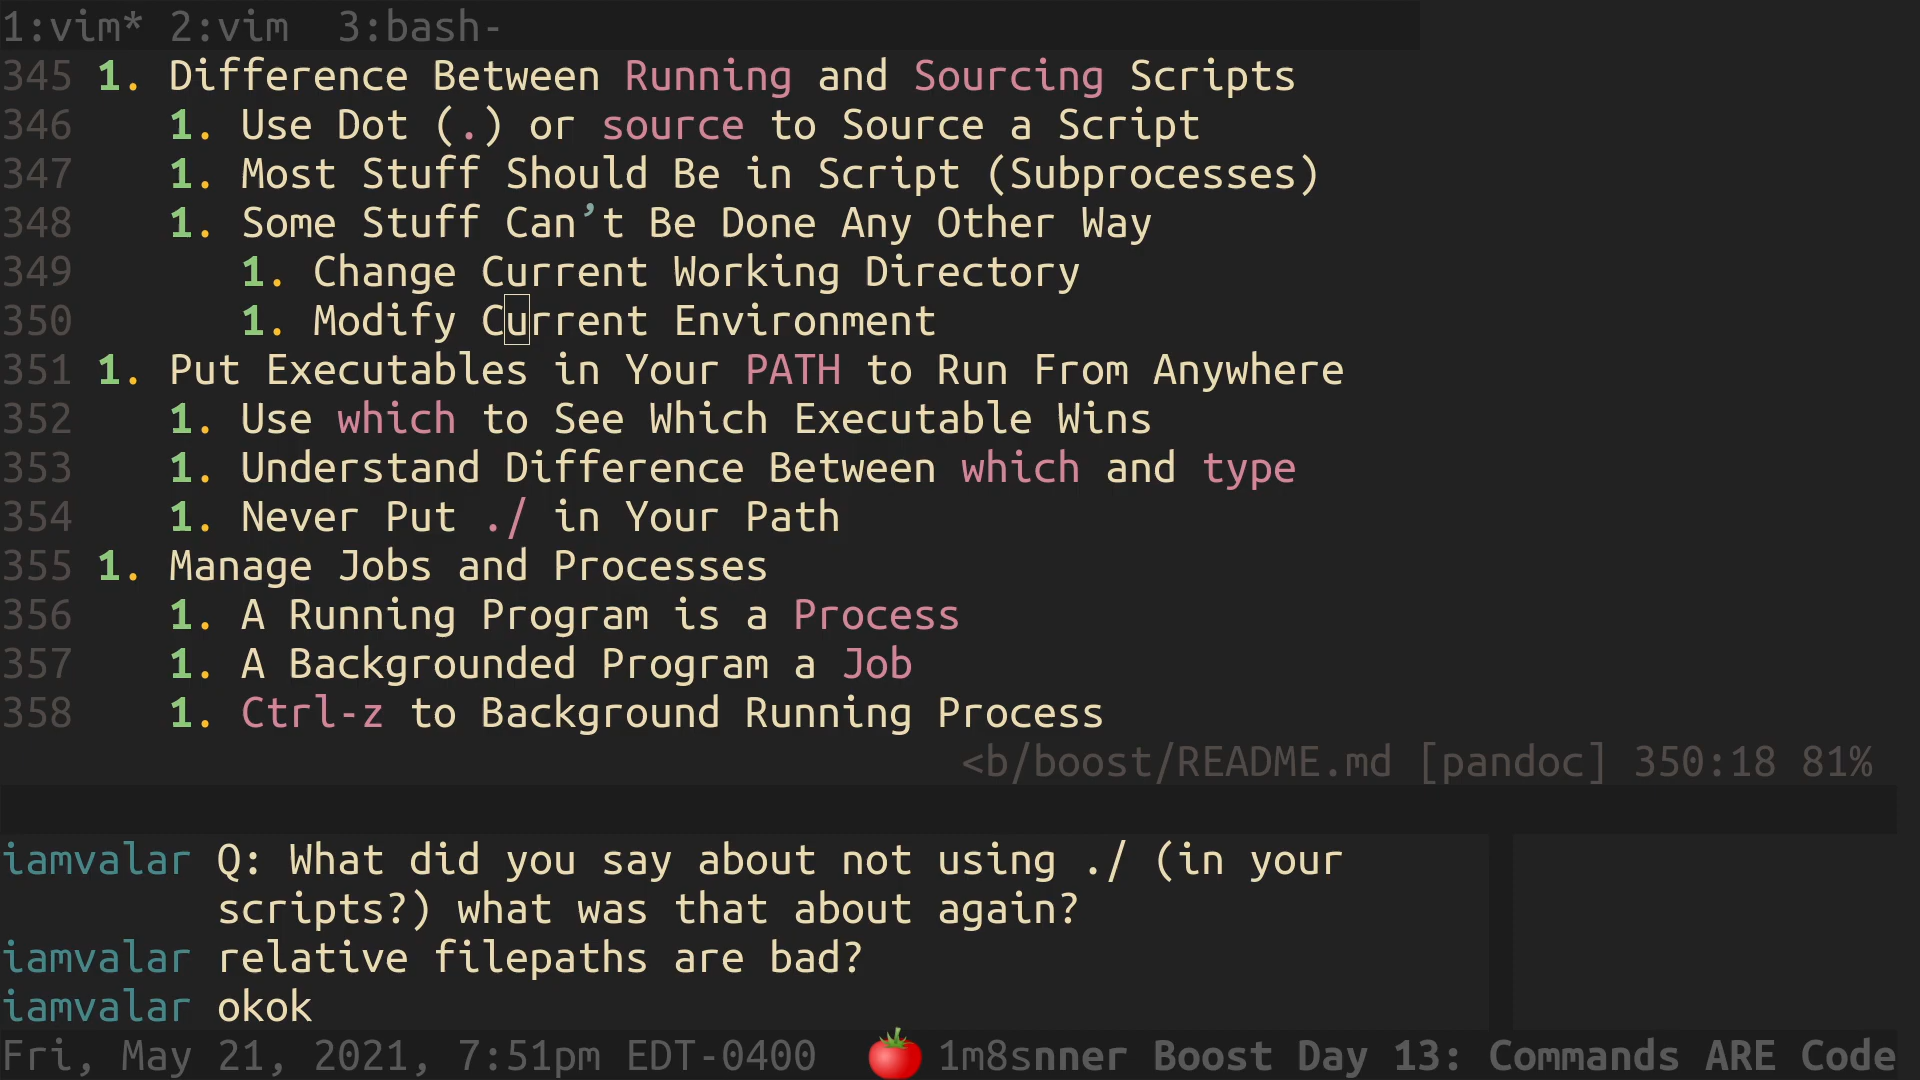 1:vim* 2:vim  3:bash-
345 1. Difference Between Running and Sourcing Scripts
346    1. Use Dot (.) or source to Source a Script
347    1. Most Stuff Should Be in Script (Subprocesses)
348    1. Some Stuff Can’t Be Done Any Other Way
349       1. Change Current Working Directory
350       1. Modify Current Environment
351 1. Put Executables in Your PATH to Run From Anywhere
352    1. Use which to See Which Executable Wins
353    1. Understand Difference Between which and type
354    1. Never Put ./ in Your Path
355 1. Manage Jobs and Processes
356    1. A Running Program is a Process
357    1. A Backgrounded Program a Job
358    1. Ctrl-z to Background Running Process
<b/boost/README.md [pandoc] 350:18 81%
iamvalar Q: What did you say about not using ./ (in your
scripts?) what was that about again?
iamvalar relative filepaths are bad?
iamvalar okok
Fri, May 21, 2021, 7:51pm EDT-0400 🍅 1m8snner Boost Day 13: Commands ARE Code